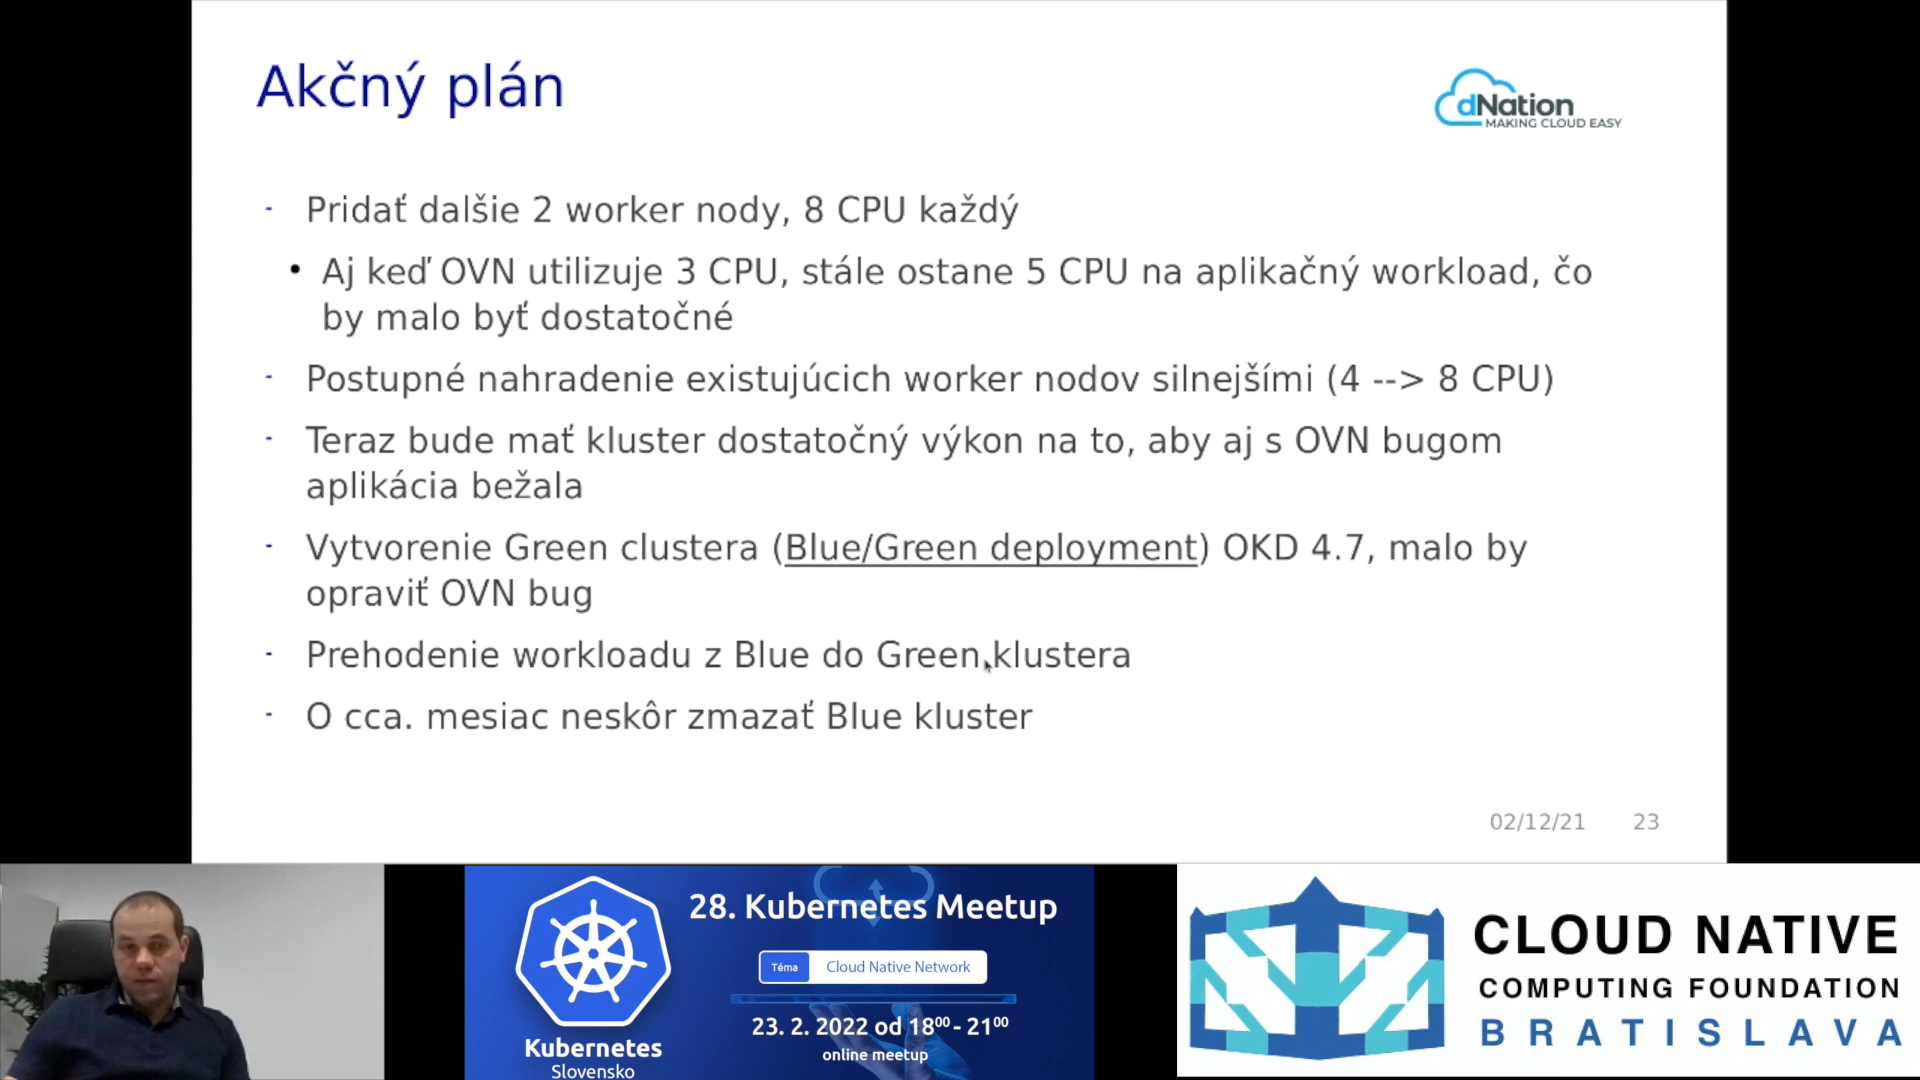 Akčný plán
dNation
MAKING CLOUD EASY
- Pridať dalšie 2 worker nody, 8 CPU každý
• Aj keď OVN utilizuje 3 CPU, stále ostane 5 CPU na aplikačný workload, čo
by malo byť dostatočné
- Postupné nahradenie existujúcich worker nodov silnejšími (4 --> 8 CPU)
- Teraz bude mať kluster dostatočný výkon na to, aby aj s OVN bugom
aplikácia bežala
- Vytvorenie Green clustera (Blue/Green deployment) OKD 4.7, malo by
opraviť OVN bug
- Prehodenie workloadu z Blue do Green klustera
- O cca. mesiac neskôr zmazať Blue kluster
02/12/21 23
28. Kubernetes Meetup
Téma Cloud Native Network
23. 2. 2022 od 18⁰⁰ - 21⁰⁰
online meetup
Kubernetes
Slovensko
CLOUD NATIVE
COMPUTING FOUNDATION
BRATISLAVA